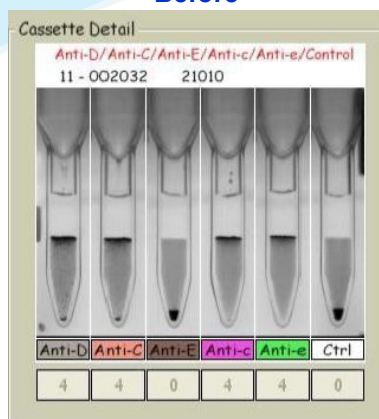 Before
Cassette Detail
Anti-D/Anti-C/Anti-E/Anti-c/Anti-e/Control
11 - 002032 21010
Anti-D Anti-C Anti-E Anti-c Anti-e Ctrl
4 4 0 4 4 0